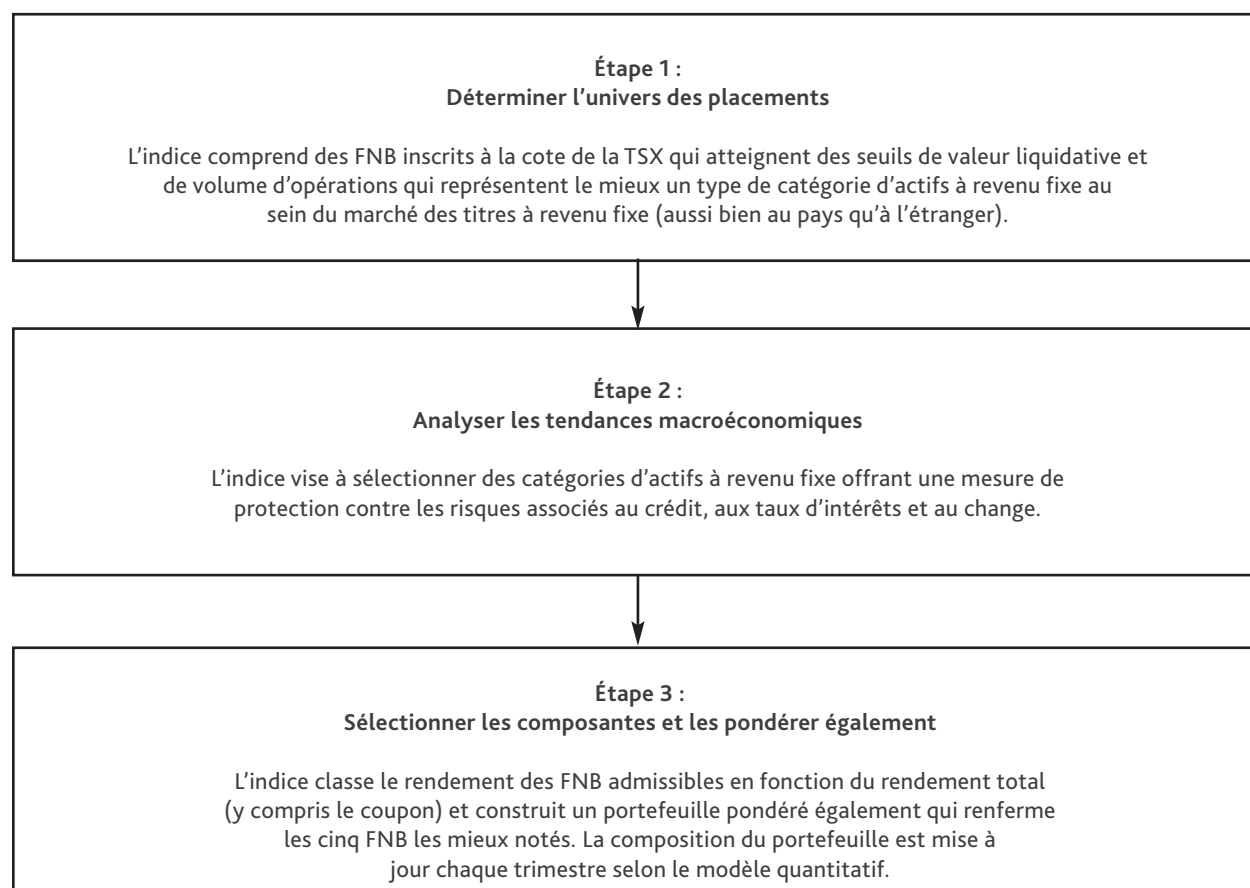 Étape 1 :
Déterminer l’univers des placements
L’indice comprend des FNB inscrits à la cote de la TSX qui atteignent des seuils de valeur liquidative et
de volume d’opérations qui représentent le mieux un type de catégorie d’actifs à revenu fixe au
sein du marché des titres à revenu fixe (aussi bien au pays qu’à l’étranger).
Étape 2 :
Analyser les tendances macroéconomiques
L’indice vise à sélectionner des catégories d’actifs à revenu fixe offrant une mesure de
protection contre les risques associés au crédit, aux taux d’intérêts et au change.
Étape 3 :
Sélectionner les composantes et les pondérer également
L’indice classe le rendement des FNB admissibles en fonction du rendement total
(y compris le coupon) et construit un portefeuille pondéré également qui renferme
les cinq FNB les mieux notés. La composition du portefeuille est mise à
jour chaque trimestre selon le modèle quantitatif.